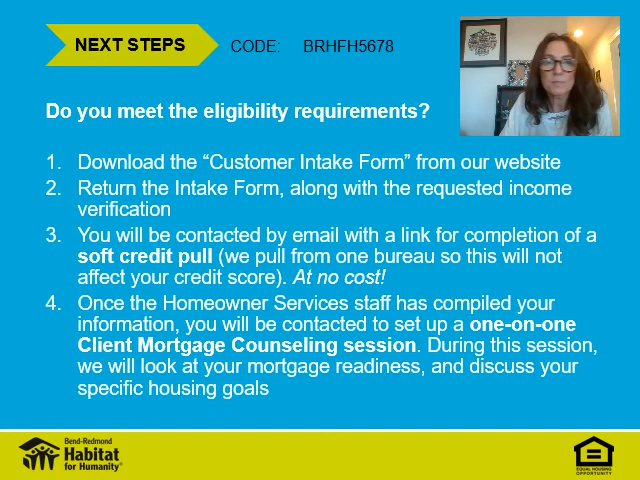 NEXT STEPS
CODE: BRHFH5678
Do you meet the eligibility requirements?
1. Download the “Customer Intake Form” from our website
2. Return the Intake Form, along with the requested income
verification
3. You will be contacted by email with a link for completion of a
soft credit pull (we pull from one bureau so this will not
affect your credit score). At no cost!
4. Once the Homeowner Services staff has compiled your
information, you will be contacted to set up a one-on-one
Client Mortgage Counseling session. During this session,
we will look at your mortgage readiness, and discuss your
specific housing goals
Bend-Redmond
Habitat
for Humanity®
EQUAL HOUSING
OPPORTUNITY